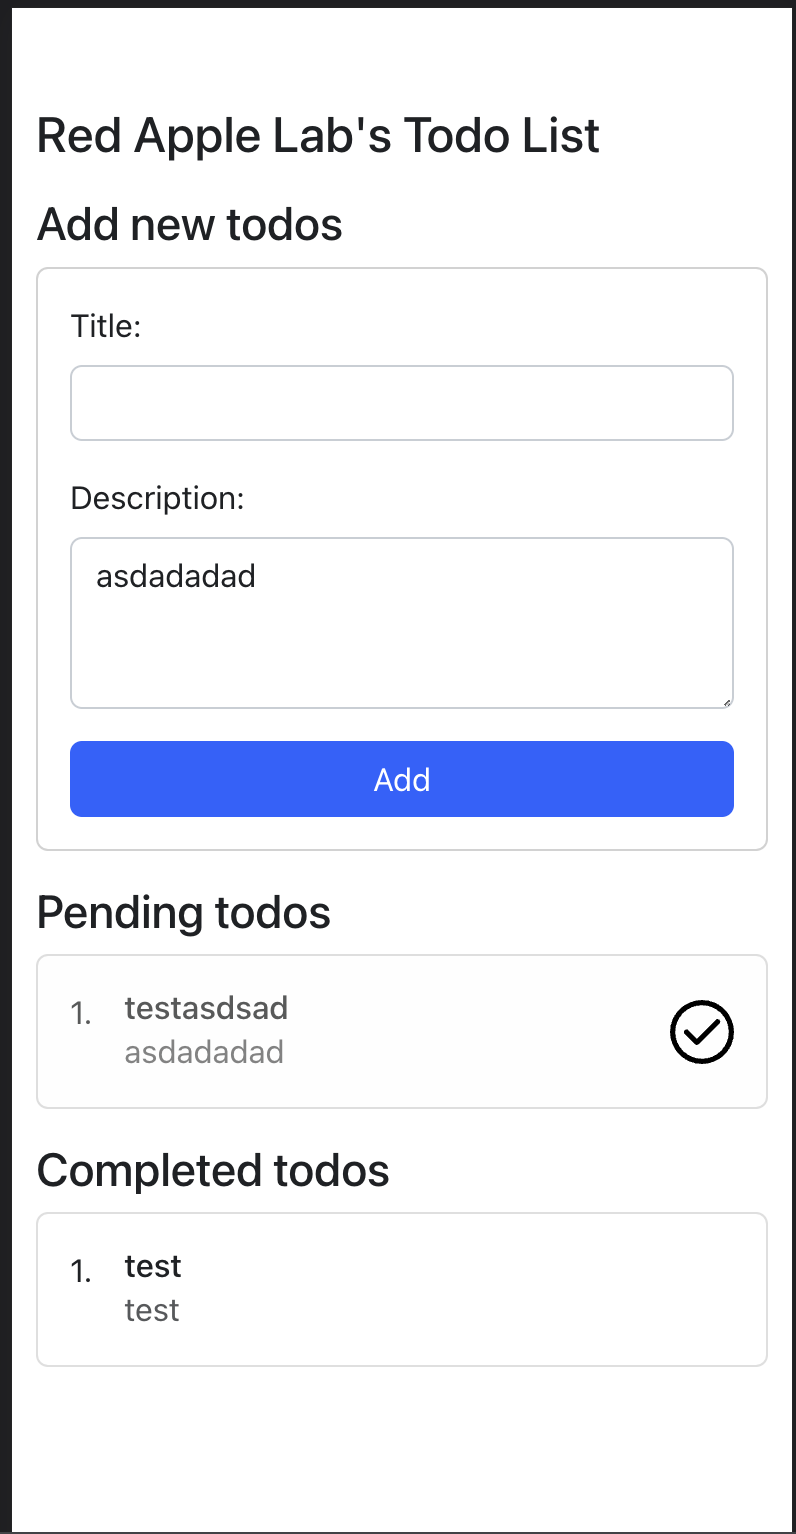 Red Apple Lab's Todo List
Add new todos
Title:
Description:
asdadadad
Add
Pending todos
1. testasdsad
asdadadad
Completed todos
1. test
test